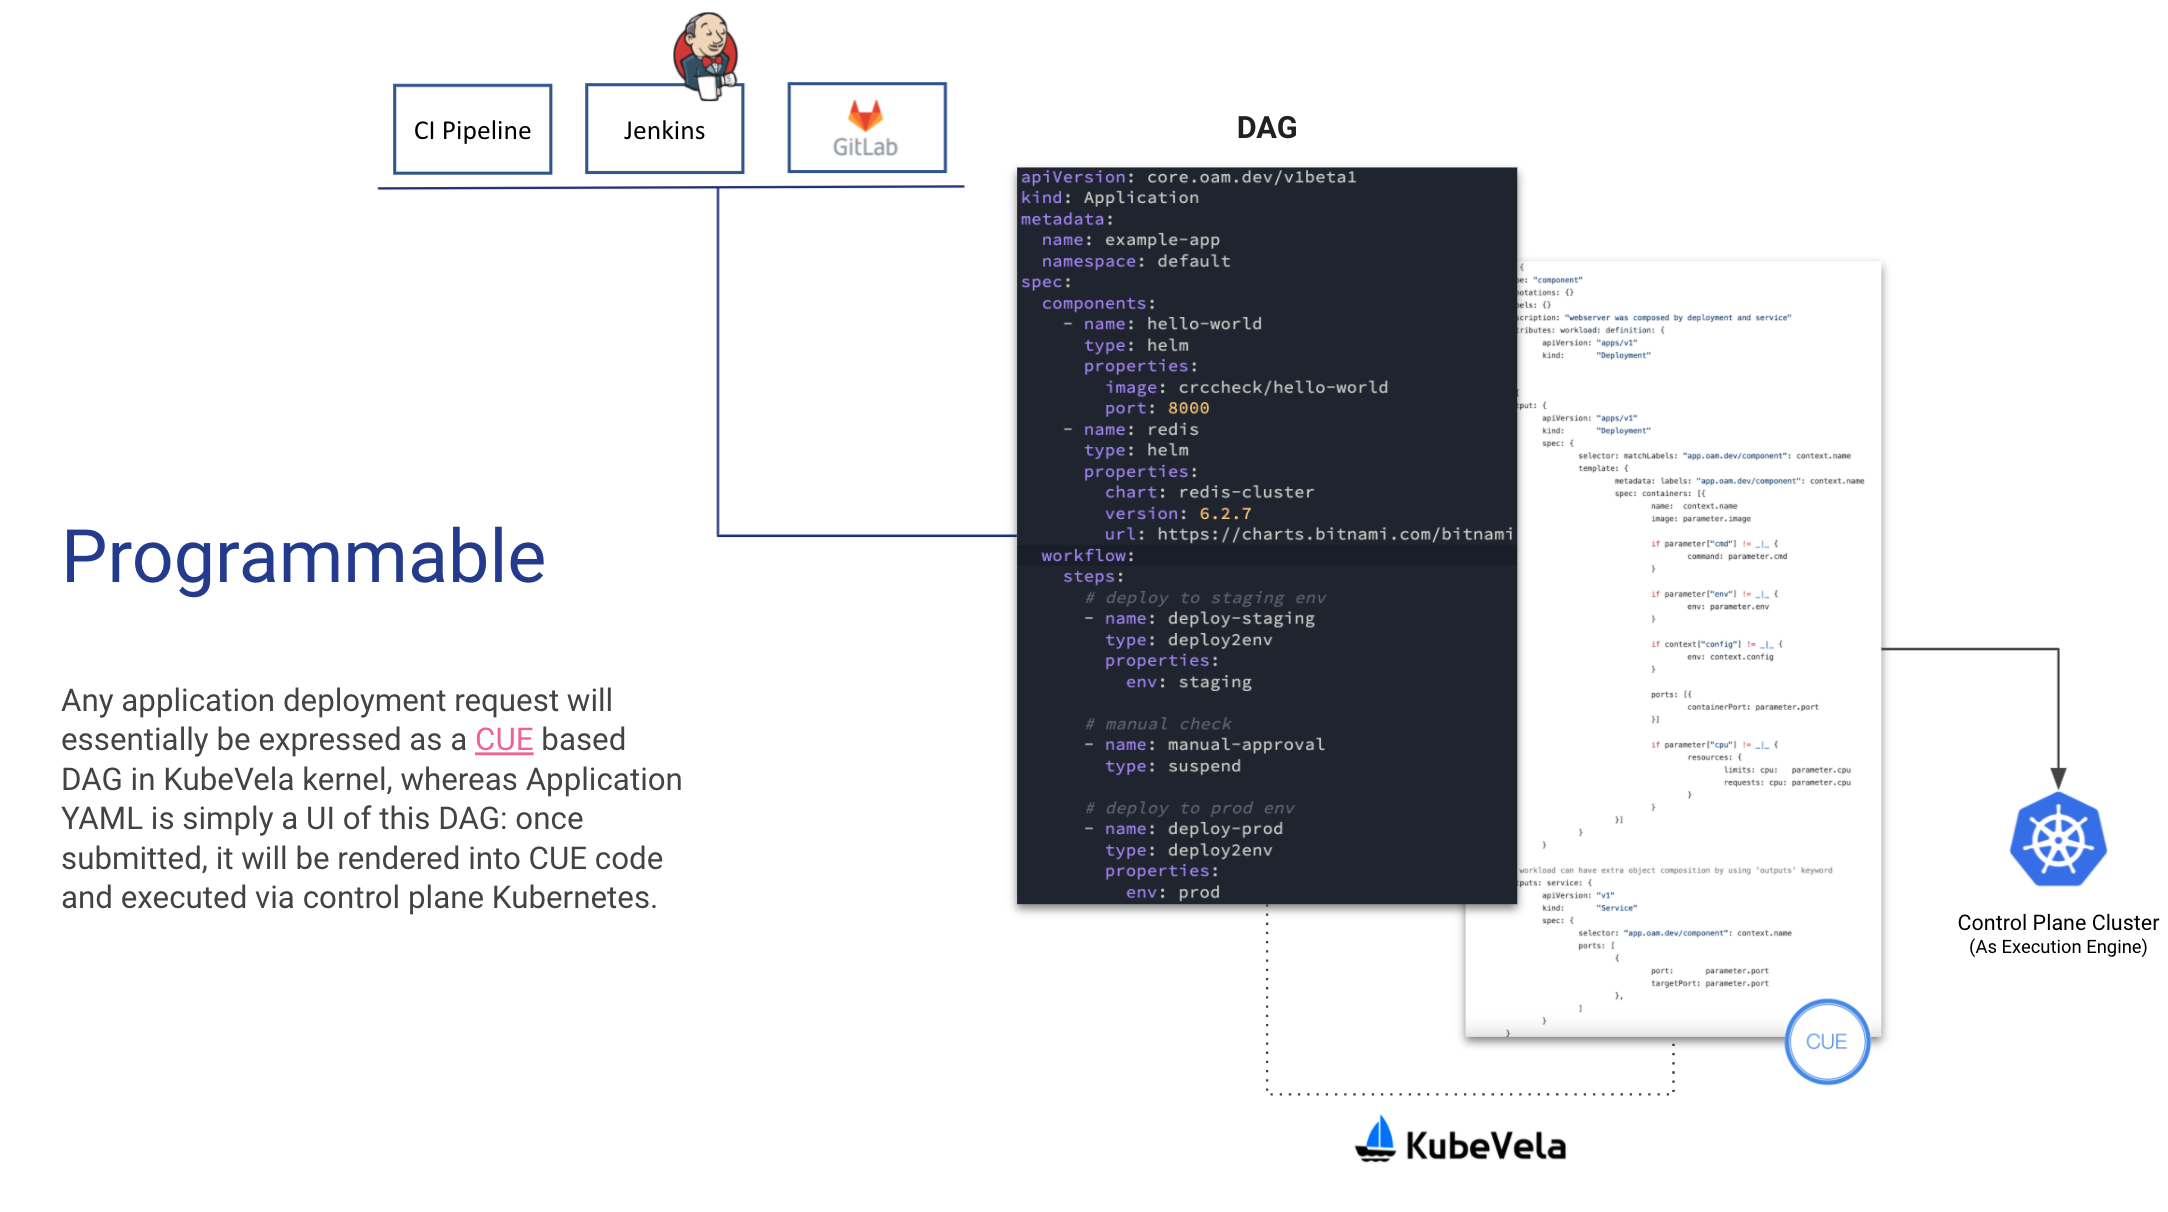 CI Pipeline
Jenkins
GitLab
DAG
apiVersion: core.oam.dev/v1beta1
kind: Application
metadata:
  name: example-app
  namespace: default
spec:
  components:
    - name: hello-world
      type: helm
      properties:
        image: crccheck/hello-world
        port: 8000
    - name: redis
      type: helm
      properties:
        chart: redis-cluster
        version: 6.2.7
        url: https://charts.bitnami.com/bitnami
  workflow:
    steps:
      # deploy to staging env
      - name: deploy-staging
        type: deploy2env
        properties:
          env: staging
      # manual check
      - name: manual-approval
        type: suspend
      # deploy to prod env
      - name: deploy-prod
        type: deploy2env
        properties:
          env: prod
{
e: "component"
otations: {}
els: {}
cription: "webserver was composed by deployment and service"
tributes: workload: definition: {
apiVersion: "apps/v1"
kind: "Deployment"
{
put: {
apiVersion: "apps/v1"
kind: "Deployment"
spec: {
selector: matchLabels: "app.oam.dev/component": context.name
template: {
metadata: labels: "app.oam.dev/component": context.name
spec: containers: [{
name: context.name
image: parameter.image
if parameter["cmd"] != _|_ {
command: parameter.cmd
}
if parameter["env"] != _|_ {
env: parameter.env
}
if context["config"] != _|_ {
env: context.config
}
ports: [{
containerPort: parameter.port
}]
if parameter["cpu"] != _|_ {
resources: {
limits: cpu: parameter.cpu
requests: cpu: parameter.cpu
}
}
}]
}
}
workload can have extra object composition by using 'outputs' keyword
puts: service: {
apiVersion: "v1"
kind: "Service"
spec: {
selector: "app.oam.dev/component": context.name
ports: [
{
port: parameter.port
targetPort: parameter.port
},
]
}
}
CUE
Programmable
Any application deployment request will
essentially be expressed as a CUE based
DAG in KubeVela kernel, whereas Application
YAML is simply a UI of this DAG: once
submitted, it will be rendered into CUE code
and executed via control plane Kubernetes.
Control Plane Cluster
(As Execution Engine)
KubeVela